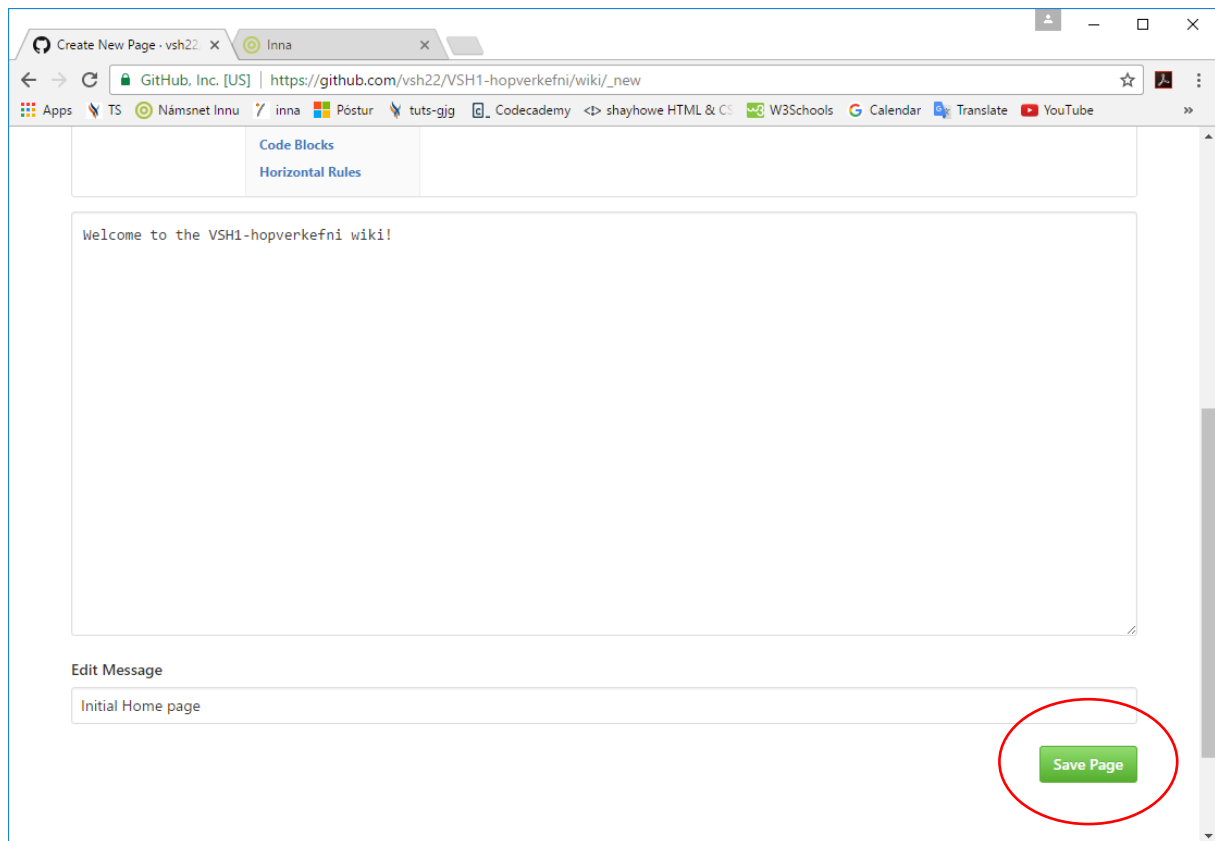 Create New Page · vsh22
Inna
GitHub, Inc. [US] | https://github.com/vsh22/VSH1-hopverkefni/wiki/_new
Apps TS Námsnet Innu inna Póstur tuts-gjg Codecademy shayhowe HTML & CS W3Schools Calendar Translate YouTube »
Code Blocks
Horizontal Rules
Welcome to the VSH1-hopverkefni wiki!
Edit Message
Initial Home page
Save Page